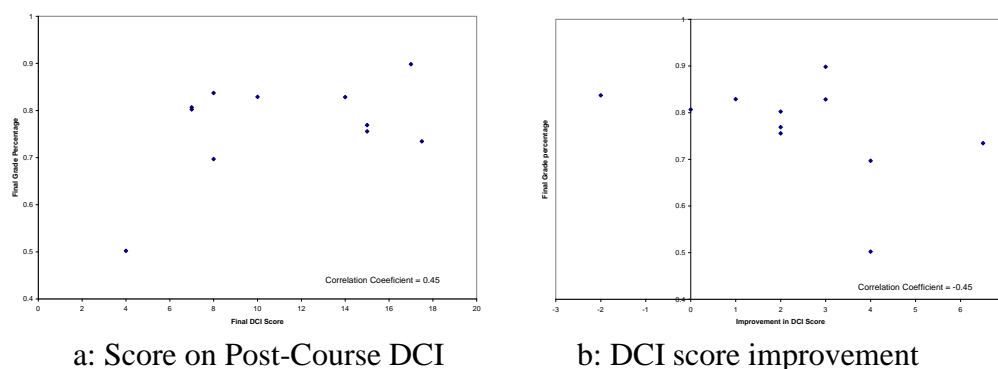 1
0.9
0.8
0.7
0.6
0.5
0.4
Final Grade Percentage
0 2 4 6 8 10 12 14 16 18 20
Final DCI Score
Correlation Coeeficient = 0.45
a: Score on Post-Course DCI
1
0.9
0.8
0.7
0.6
0.5
0.4
Final Grade percentage
-3 -2 -1 0 1 2 3 4 5 6
Improvement in DCI Score
Correlation Coefficient = -0.45
b: DCI score improvement